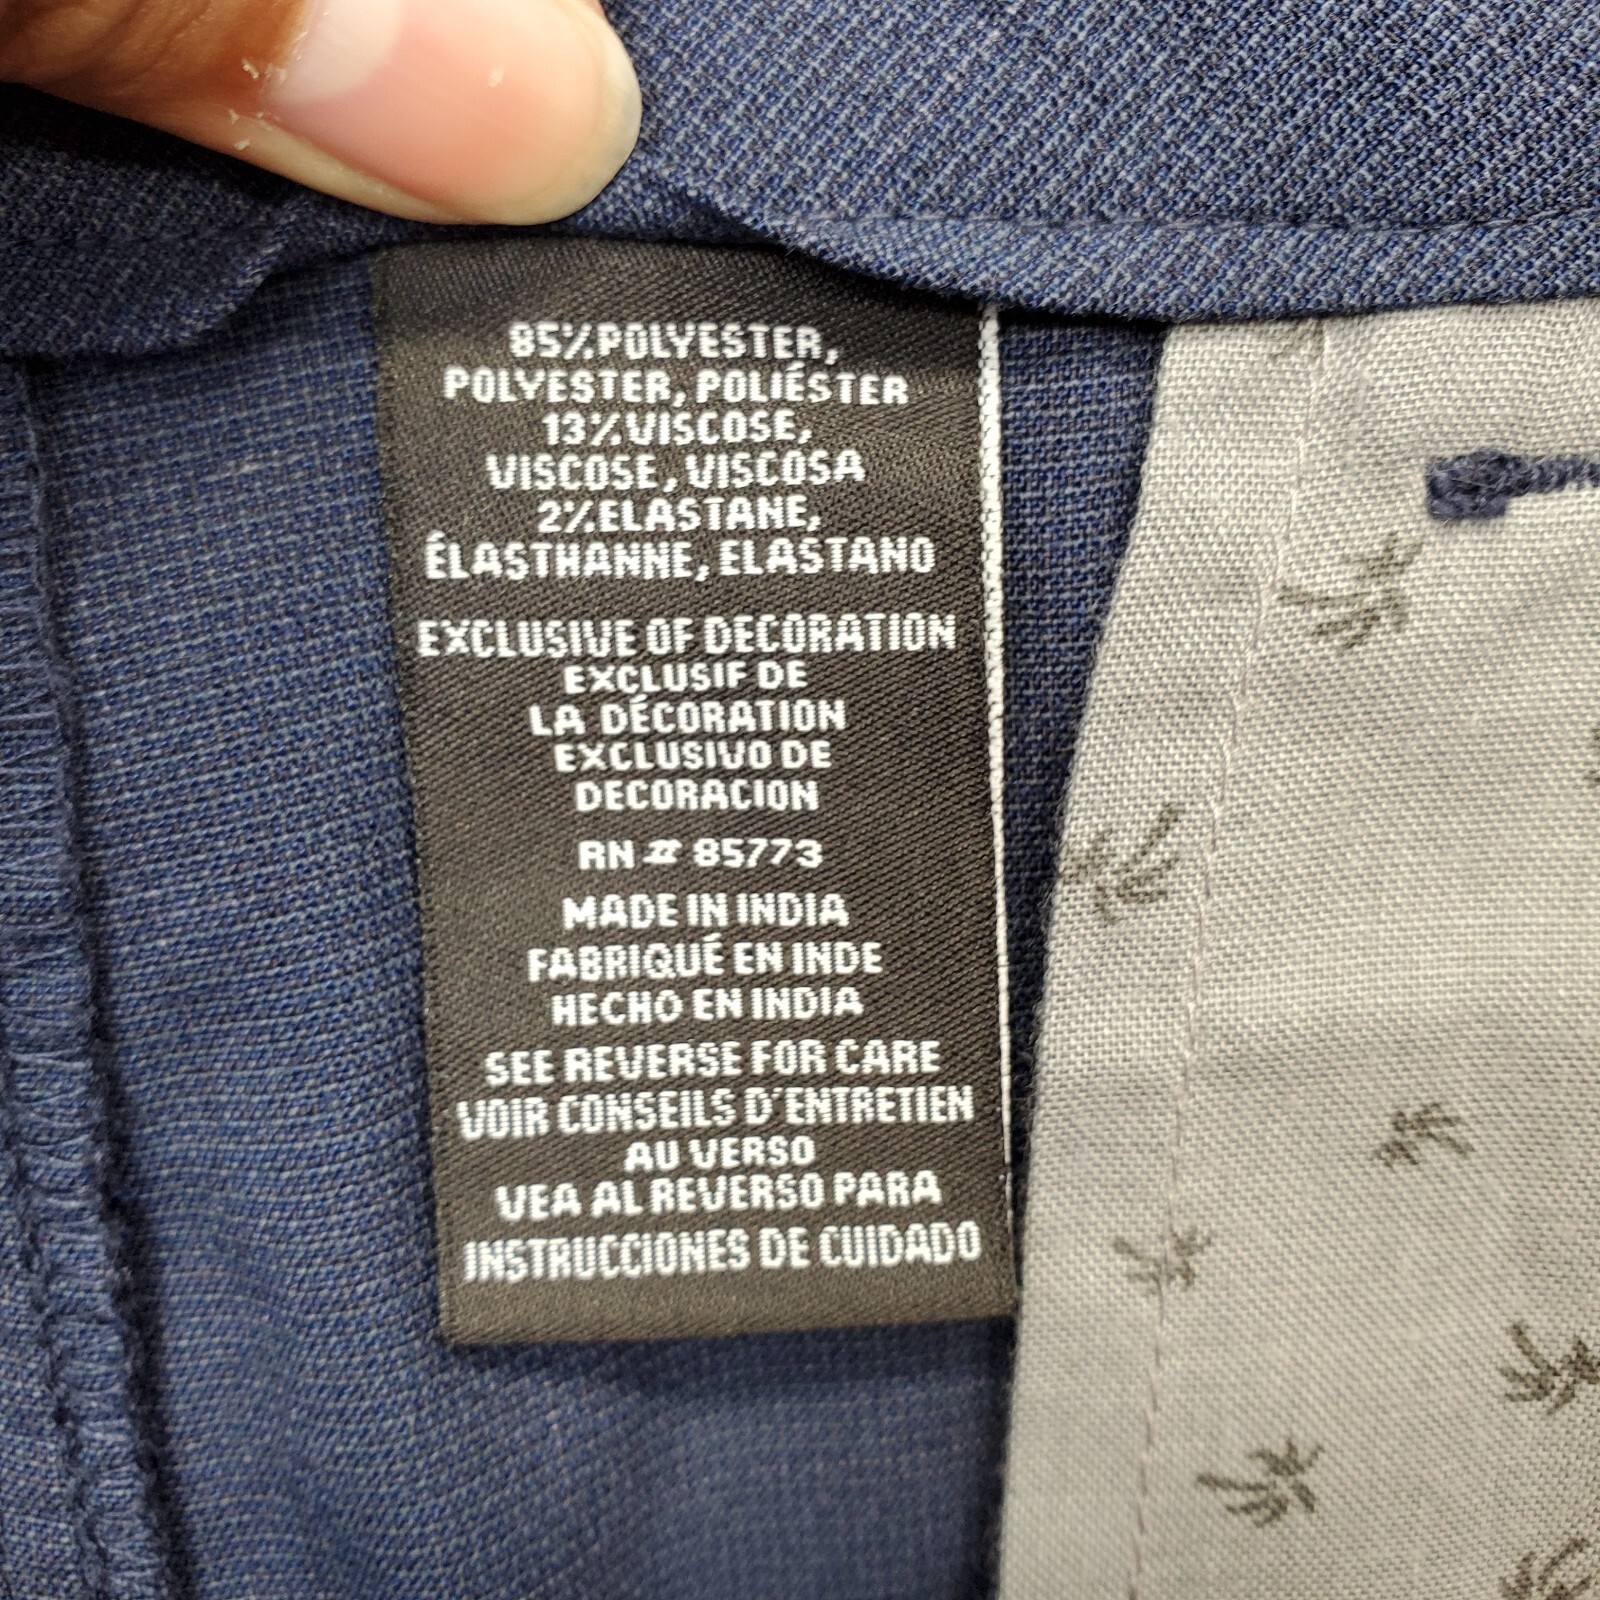 85% POLYESTER,
POLYESTER, POLIÉSTER
13% VISCOSE,
VISCOSE, VISCOSA
2% ELASTANE,
ÉLASTHANNE, ELASTANO
EXCLUSIVE OF DECORATION
EXCLUSIF DE
LA DÉCORATION
EXCLUSIVO DE
DECORACION
RN # 85773
MADE IN INDIA
FABRIQUÉ EN INDE
HECHO EN INDIA
SEE REVERSE FOR CARE
VOIR CONSEILS D'ENTRETIEN
AU VERSO
VEA AL REVERSO PARA
INSTRUCCIONES DE CUIDADO